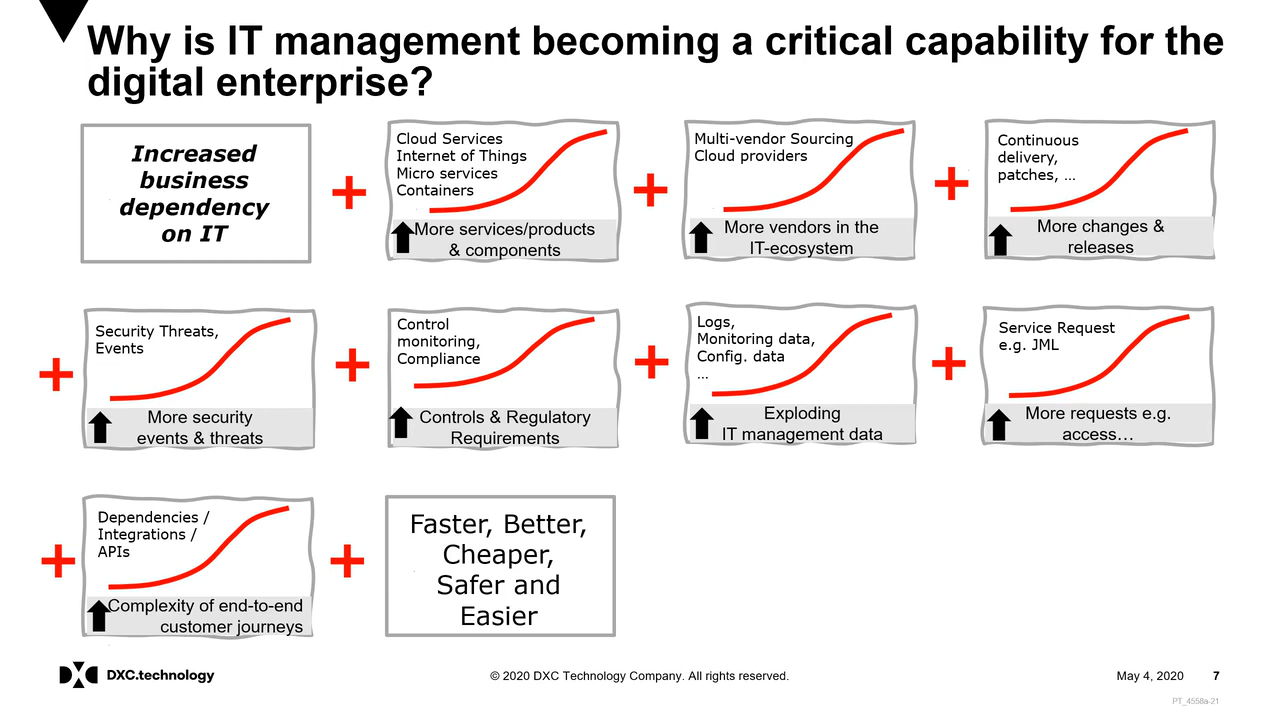 Why is IT management becoming a critical capability for the
digital enterprise?
Increased
business
dependency
on IT
+
Cloud Services
Internet of Things
Micro services
Containers
More services/products
& components
+
Multi-vendor Sourcing
Cloud providers
More vendors in the
IT-ecosystem
+
Continuous
delivery,
patches, ...
More changes &
releases
+
Security Threats,
Events
More security
events & threats
+
Control
monitoring,
Compliance
Controls & Regulatory
Requirements
+
Logs,
Monitoring data,
Config. data
...
Exploding
IT management data
+
Service Request
e.g. JML
More requests e.g.
access...
+
Dependencies /
Integrations /
APIs
Complexity of end-to-end
customer journeys
+
Faster, Better,
Cheaper,
Safer and
Easier
DXC.technology
© 2020 DXC Technology Company. All rights reserved.
May 4, 2020
7
PT_4558a-21